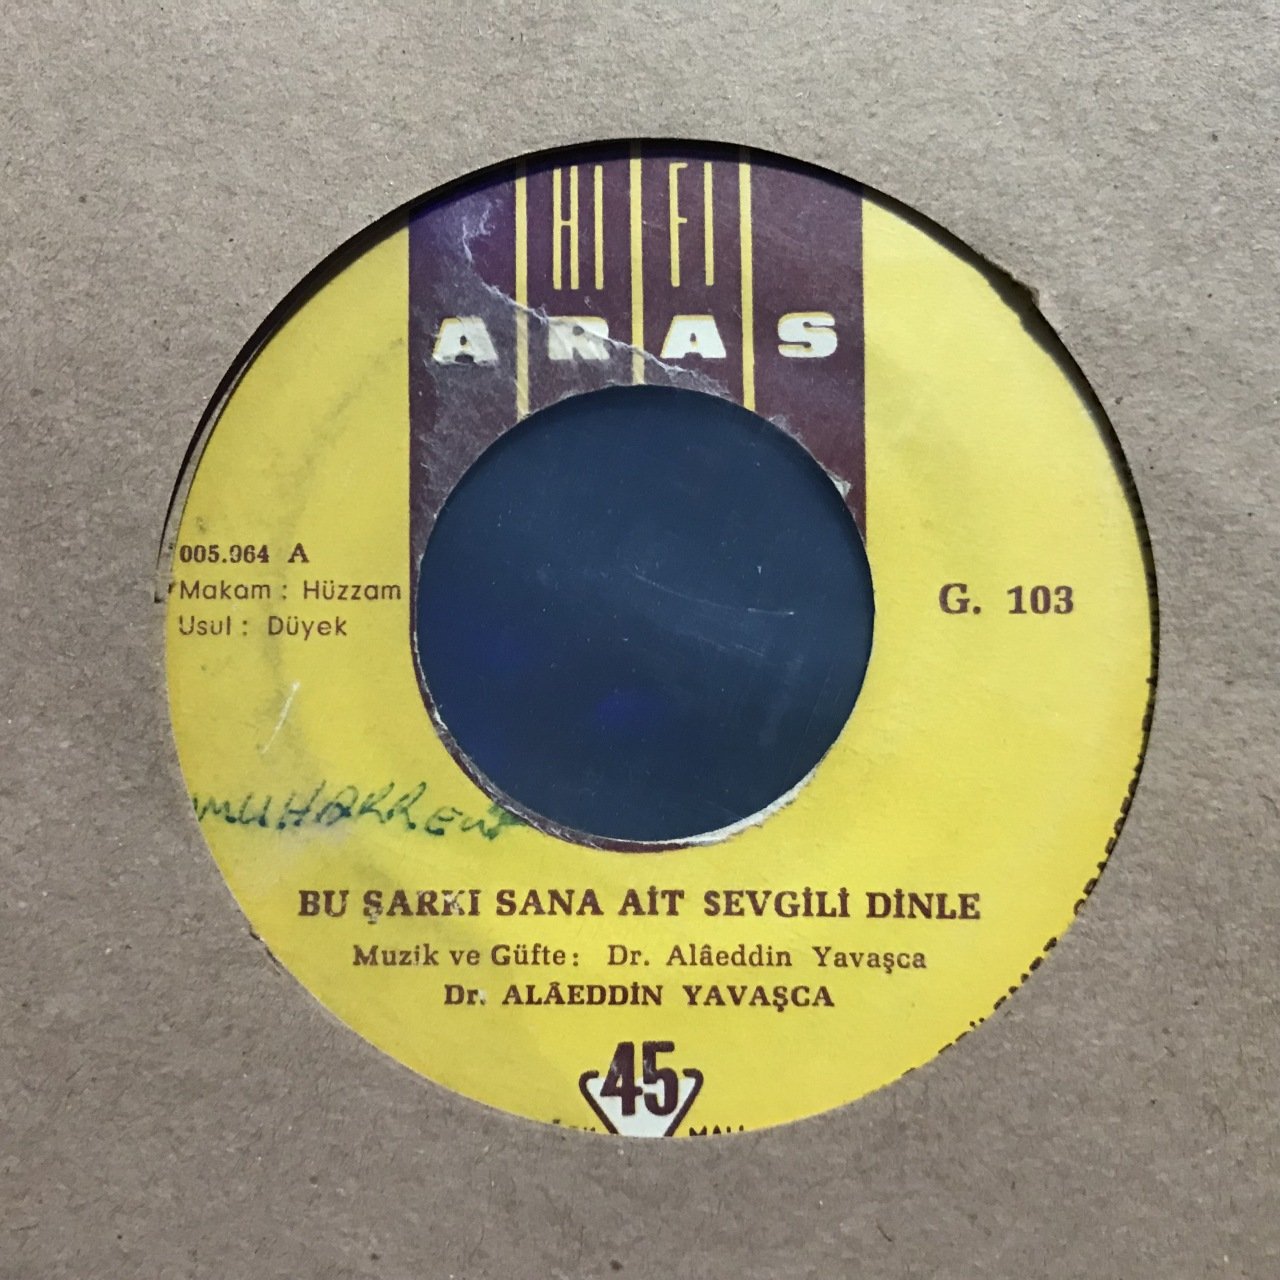 HI FI
ARAS
005.964 A
Makam : Hüzzam
Usul : Düyek
G. 103
MUHARREM
BU ŞARKI SANA AİT SEVGİLİ DİNLE
Muzik ve Güfte : Dr. Alâeddin Yavaşca
Dr. ALÂEDDİN YAVAŞCA
45